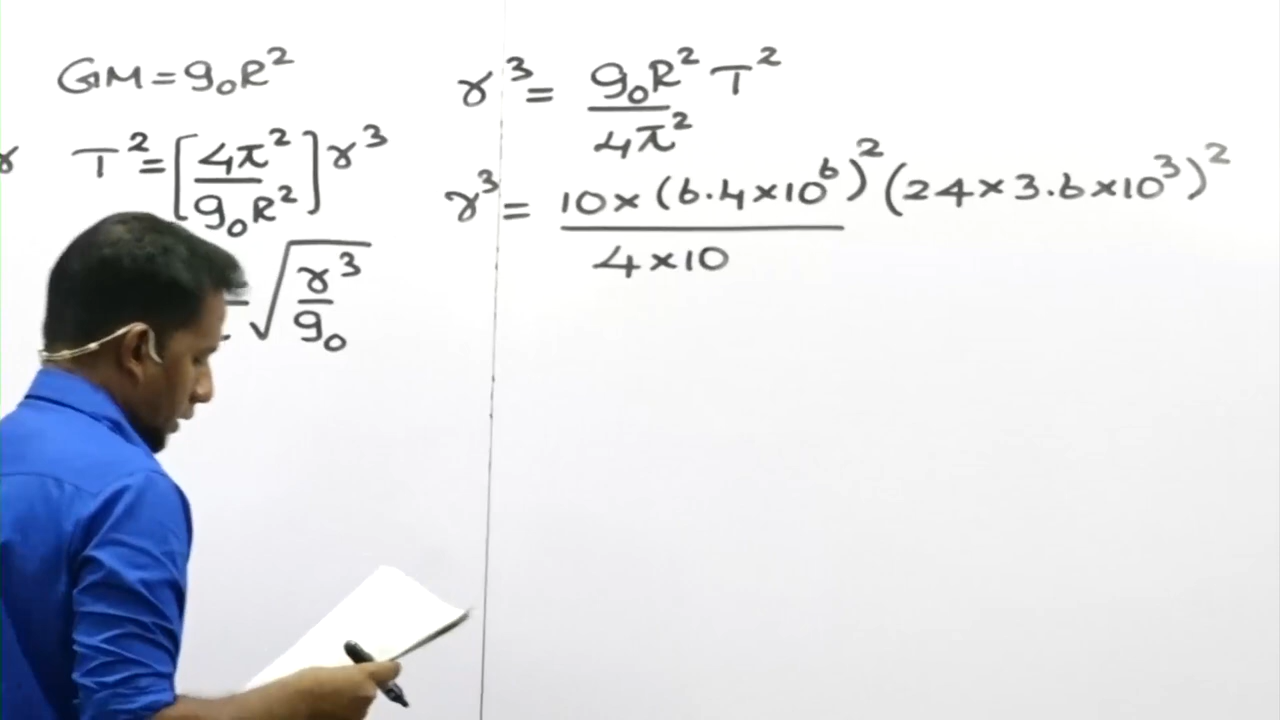 GM = g₀R²
r T² = [4π² / g₀R²] r³
= √(r³ / g₀)
r³ = g₀R² T² / 4π²
r³ = 10 × (6.4 × 10⁶)² (24 × 3.6 × 10³)² / 4 × 10